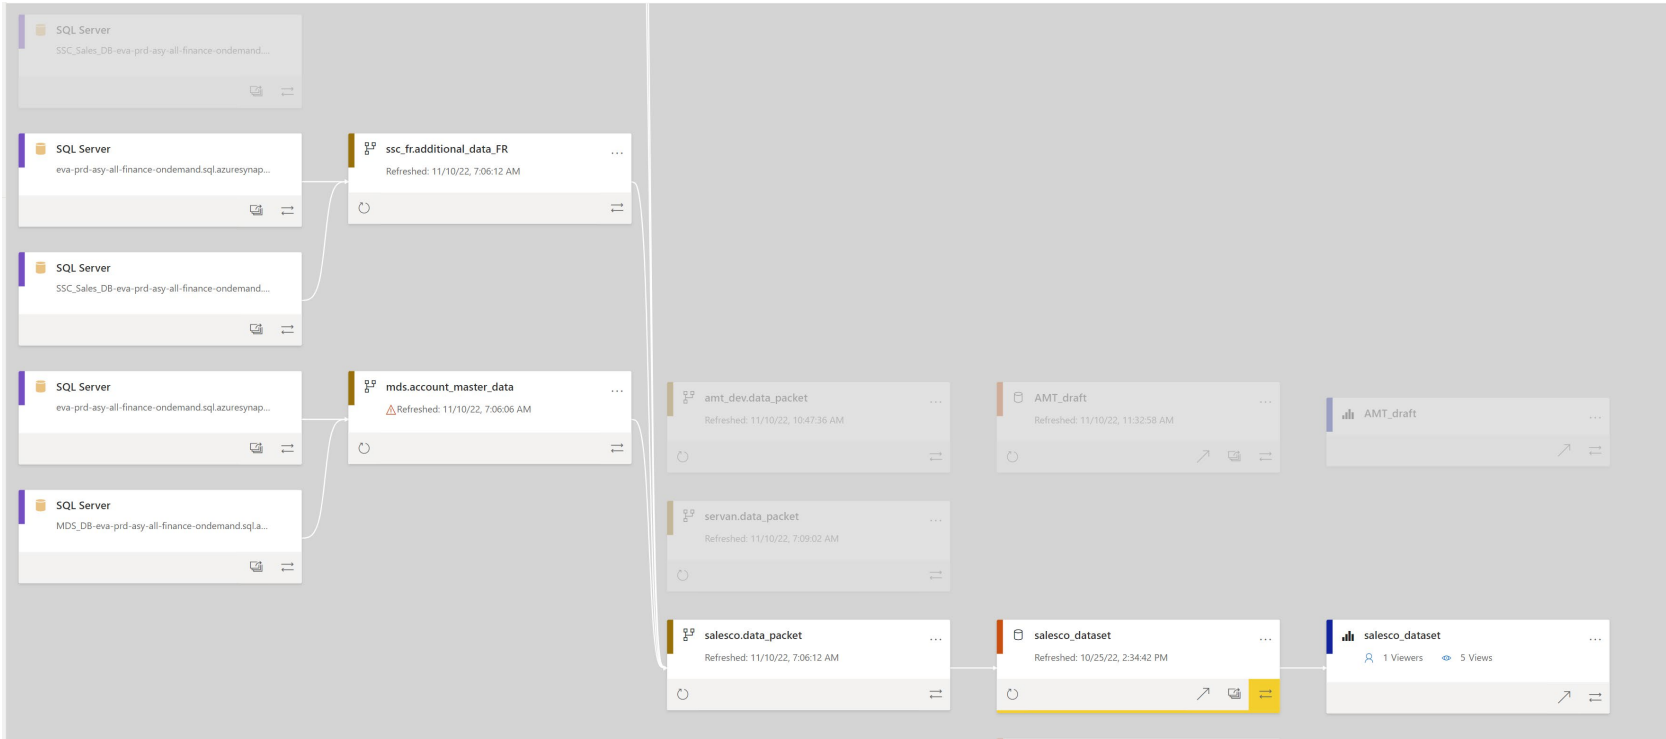 SQL Server
SSC_Sales_DB-eva-prd-asy-all-finance-ondemand....
SQL Server
eva-prd-asy-all-finance-ondemand.sql.azuresynap...
ssc_fr.additional_data_FR
...
Refreshed: 11/10/22, 7:06:12 AM
SQL Server
SSC_Sales_DB-eva-prd-asy-all-finance-ondemand....
SQL Server
eva-prd-asy-all-finance-ondemand.sql.azuresynap...
mds.account_master_data
...
Refreshed: 11/10/22, 7:06:06 AM
SQL Server
MDS_DB-eva-prd-asy-all-finance-ondemand.sql.a...
amt_dev.data_packet
...
Refreshed: 11/10/22, 10:47:36 AM
AMT_draft
...
Refreshed: 11/10/22, 11:32:58 AM
AMT_draft
...
servan.data_packet
...
Refreshed: 11/10/22, 7:09:02 AM
salesco.data_packet
...
Refreshed: 11/10/22, 7:06:12 AM
salesco_dataset
...
Refreshed: 10/25/22, 2:34:42 PM
salesco_dataset
...
1 Viewers 5 Views